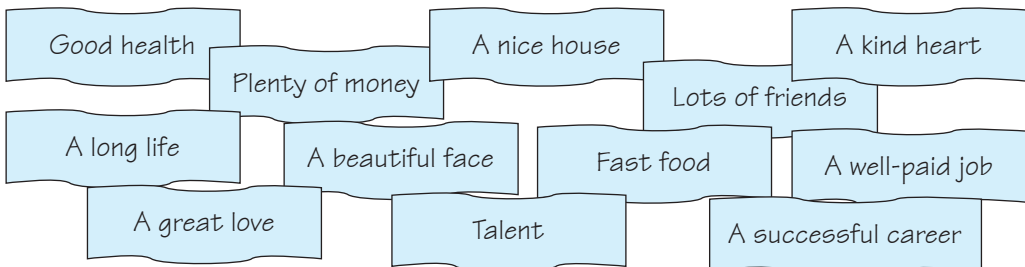 Good health
A nice house
A kind heart
Plenty of money
Lots of friends
A long life
A beautiful face
Fast food
A well-paid job
A great love
Talent
A successful career